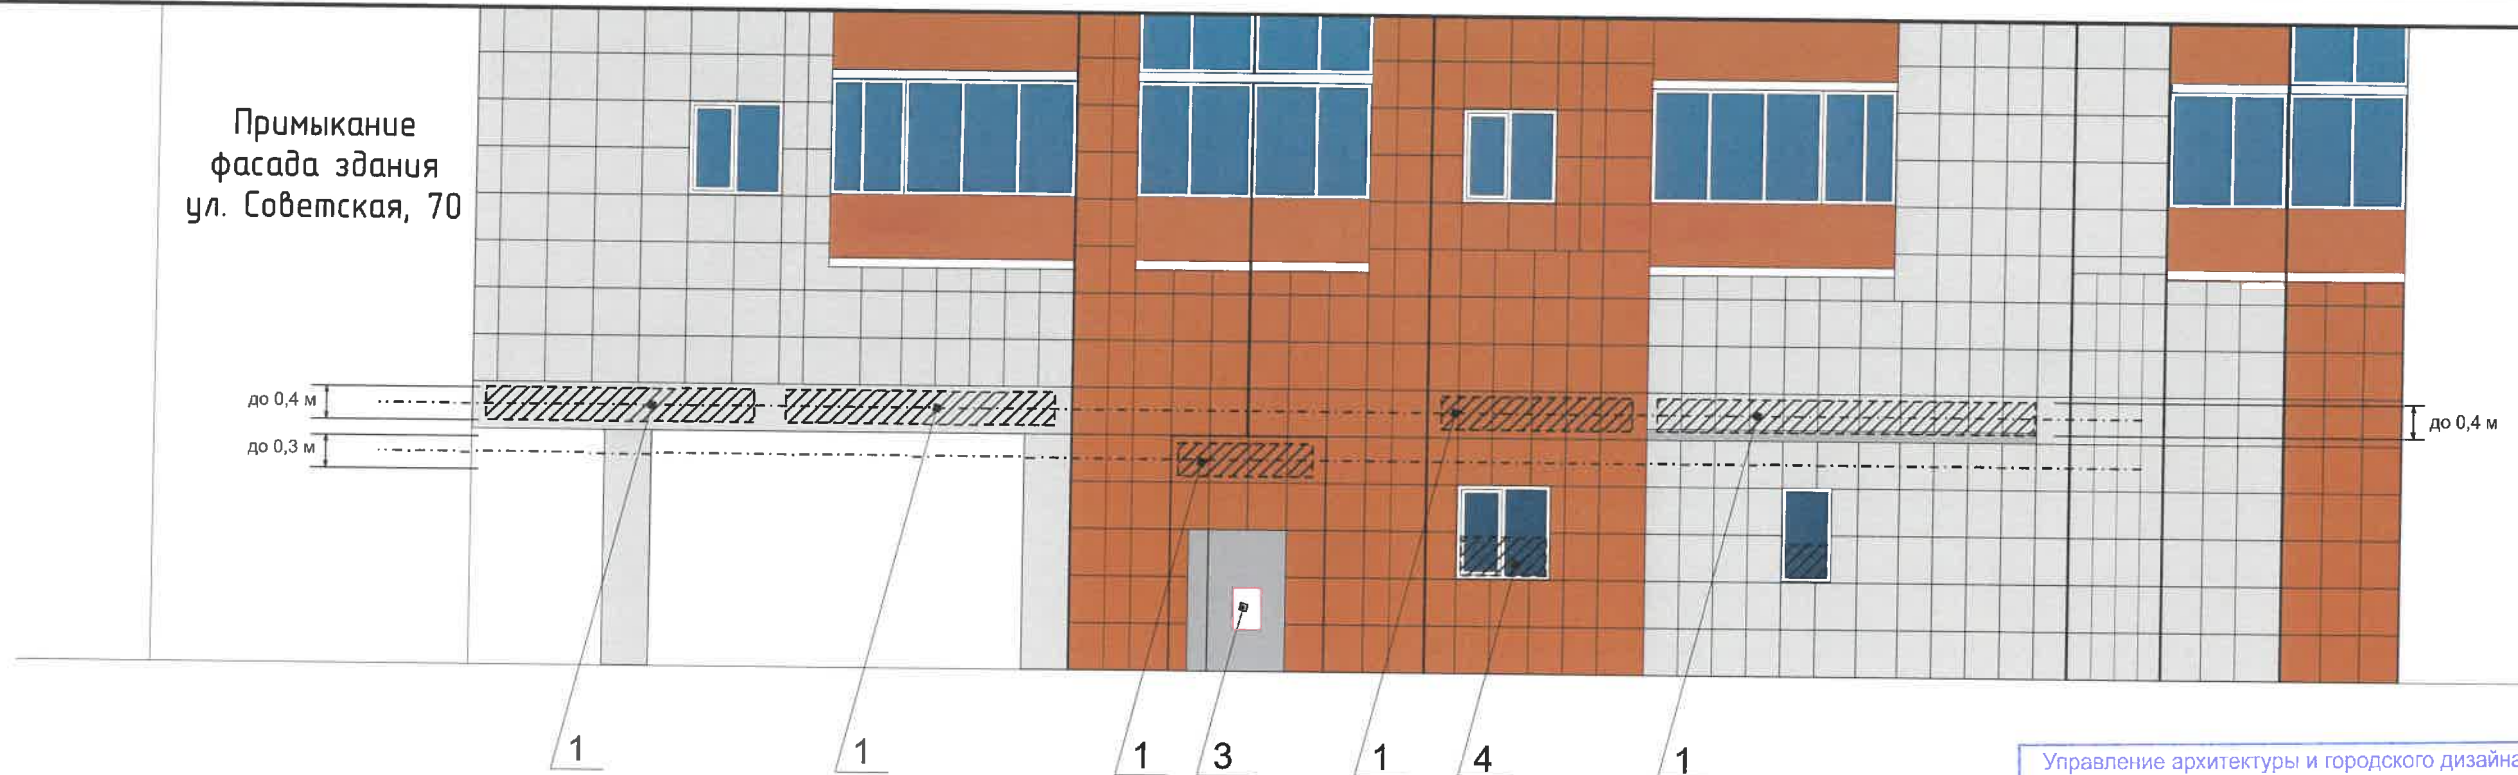 Примыкание
фасада здания
ул. Советская, 70
до 0,4 м
до 0,3 м
до 0,4 м
1 1 1 3 1 4 1
Управление архитектуры и городского дизайна